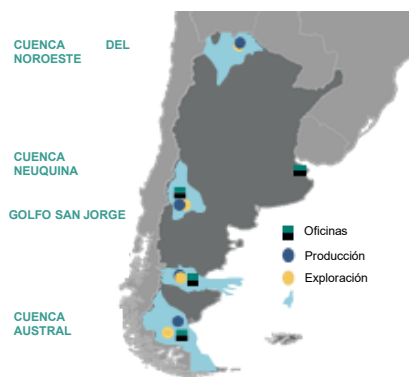 CUENCA DEL
NOROESTE
CUENCA
NEUQUINA
GOLFO SAN JORGE
Oficinas
Producción
Exploración
CUENCA
AUSTRAL